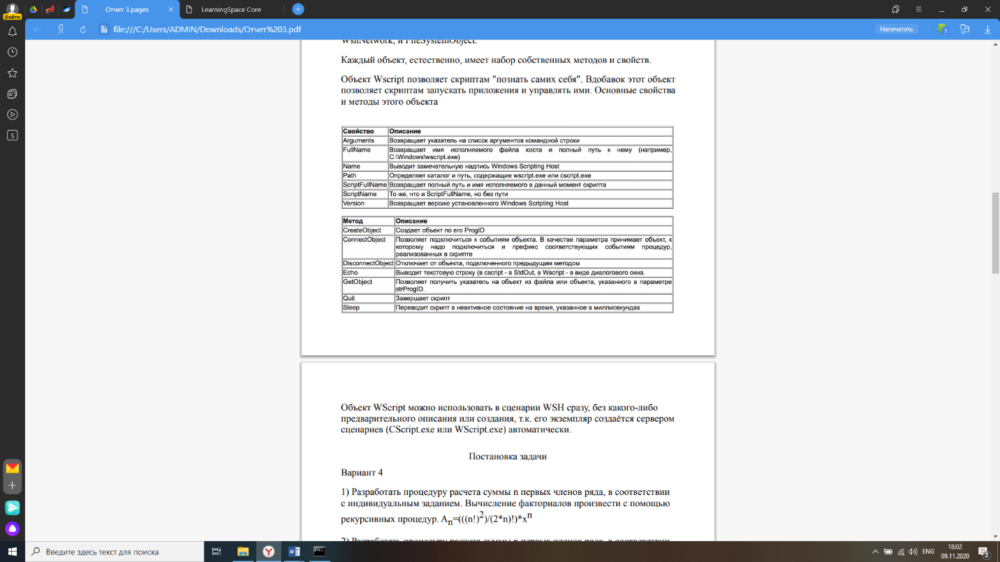 Войти
Отчет 3.pages
LearningSpace Core
file:///C:/Users/ADMIN/Downloads/Отчет%203.pdf
Напечатать
5
WshNetwork, и FileSystemObject.
Каждый объект, естественно, имеет набор собственных методов и свойств.
Объект Wscript позволяет скриптам "познать самих себя". Вдобавок этот объект
позволяет скриптам запускать приложения и управлять ими. Основные свойства
и методы этого объекта
Свойство Описание
Arguments Возвращает указатель на список аргументов командной строки
FullName Возвращает имя исполняемого файла хоста и полный путь к нему (например,
C:\Windows\wscript.exe)
Name Выводит замечательную надпись Windows Scripting Host
Path Определяет каталог и путь, содержащие wscript.exe или cscript.exe
ScriptFullName Возвращает полный путь и имя исполняемого в данный момент скрипта
ScriptName То же, что и ScriptFullName, но без пути
Version Возвращает версию установленного Windows Scripting Host
Метод Описание
CreateObject Создает объект по его ProgID
ConnectObject Позволяет подключиться к событиям объекта. В качестве параметра принимает объект, к
которому надо подключиться и префикс соответствующих событиям процедур,
реализованных в скрипте
DisconnectObject Отключает от объекта, подключенного предыдущим методом
Echo Выводит текстовую строку (в cscript - в StdOut, в Wscript - в виде диалогового окна.
GetObject Позволяет получить указатель на объект из файла или объекта, указанного в параметре
strProgID.
Quit Завершает скрипт
Sleep Переводит скрипт в неактивное состояние на время, указанное в миллисекундах
Объект WScript можно использовать в сценарии WSH сразу, без какого-либо
предварительного описания или создания, т.к. его экземпляр создаётся сервером
сценариев (CScript.exe или WScript.exe) автоматически.
Постановка задачи
Вариант 4
1) Разработать процедуру расчета суммы n первых членов ряда, в соответствии
с индивидуальным заданием. Вычисление факториалов произвести с помощью
рекурсивных процедур. Aₙ=(((n!)²)/(2*n)!)*xⁿ
2) Разработать процедуру расчета суммы n первых членов ряда, в соответствии
Введите здесь текст для поиска
ENG
18:02
09.11.2020
2